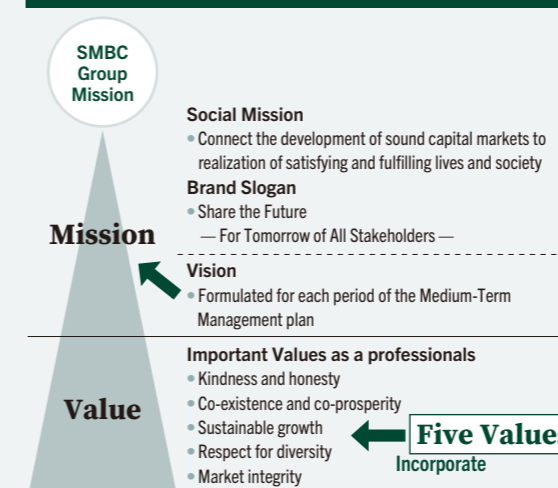 SMBC
Group
Mission
Social Mission
• Connect the development of sound capital markets to
realization of satisfying and fulfilling lives and society
Brand Slogan
• Share the Future
— For Tomorrow of All Stakeholders —
Mission
Vision
• Formulated for each period of the Medium-Term
Management plan
Important Values as a professionals
• Kindness and honesty
• Co-existence and co-prosperity
Value
• Sustainable growth
• Respect for diversity
• Market integrity
Five Values
Incorporate